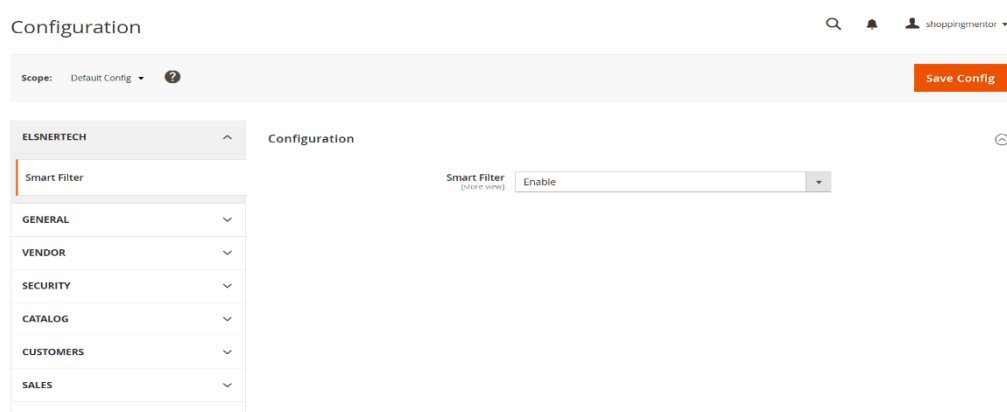 Configuration
shoppingmentor
Scope: Default Config ?
Save Config
ELSNERTECH
Smart Filter
GENERAL
VENDOR
SECURITY
CATALOG
CUSTOMERS
SALES
Configuration
Smart Filter Enable
[store view]